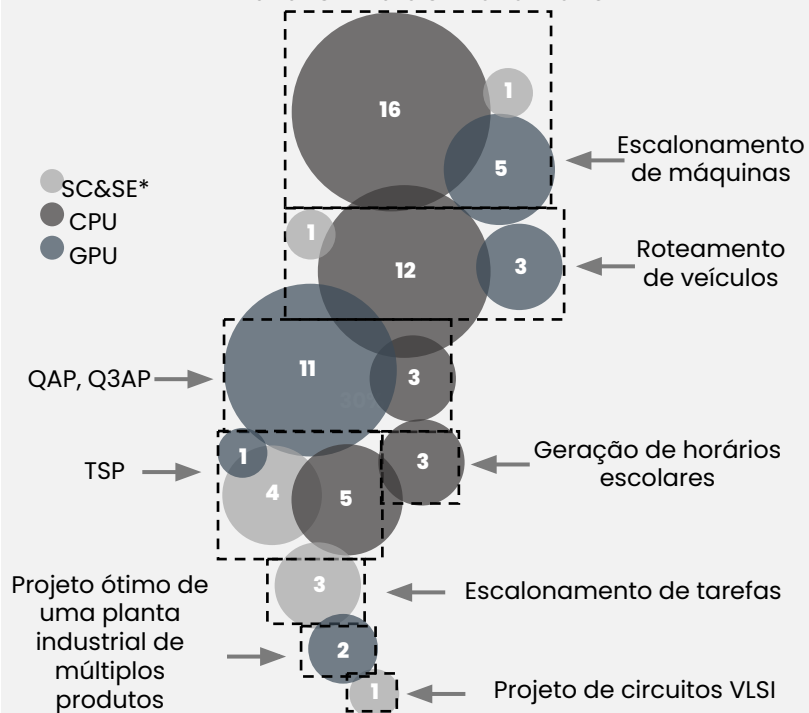 16
1
5
Escalonamento
de máquinas
SC&SE*
CPU
GPU
1
12
3
Roteamento
de veículos
QAP, Q3AP
11
3
TSP
1
4
5
3
Geração de horários
escolares
3
Escalonamento de tarefas
Projeto ótimo de
uma planta
industrial de
múltiplos
produtos
2
1
Projeto de circuitos VLSI